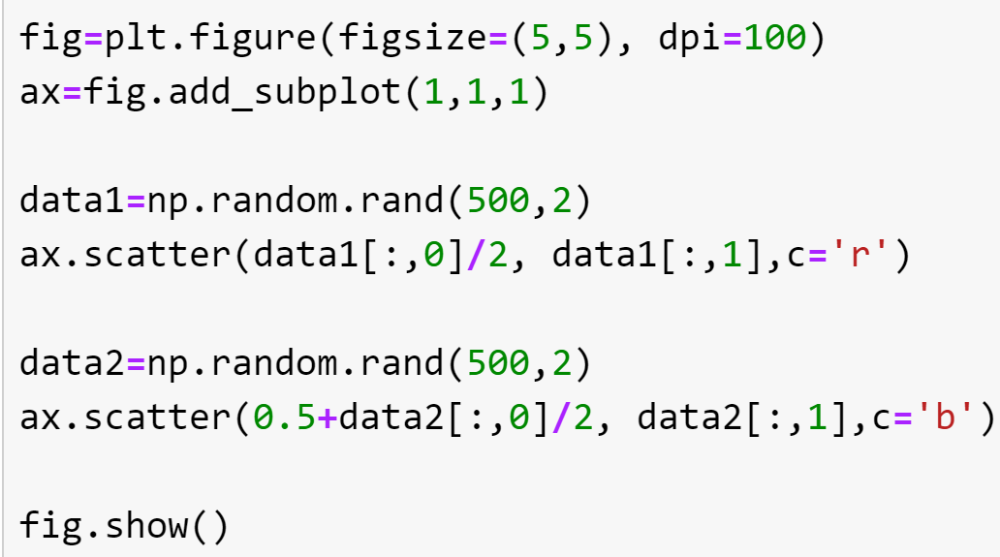 fig=plt.figure(figsize=(5,5), dpi=100)
ax=fig.add_subplot(1,1,1)
data1=np.random.rand(500,2)
ax.scatter(data1[:,0]/2, data1[:,1],c='r')
data2=np.random.rand(500,2)
ax.scatter(0.5+data2[:,0]/2, data2[:,1],c='b')
fig.show()